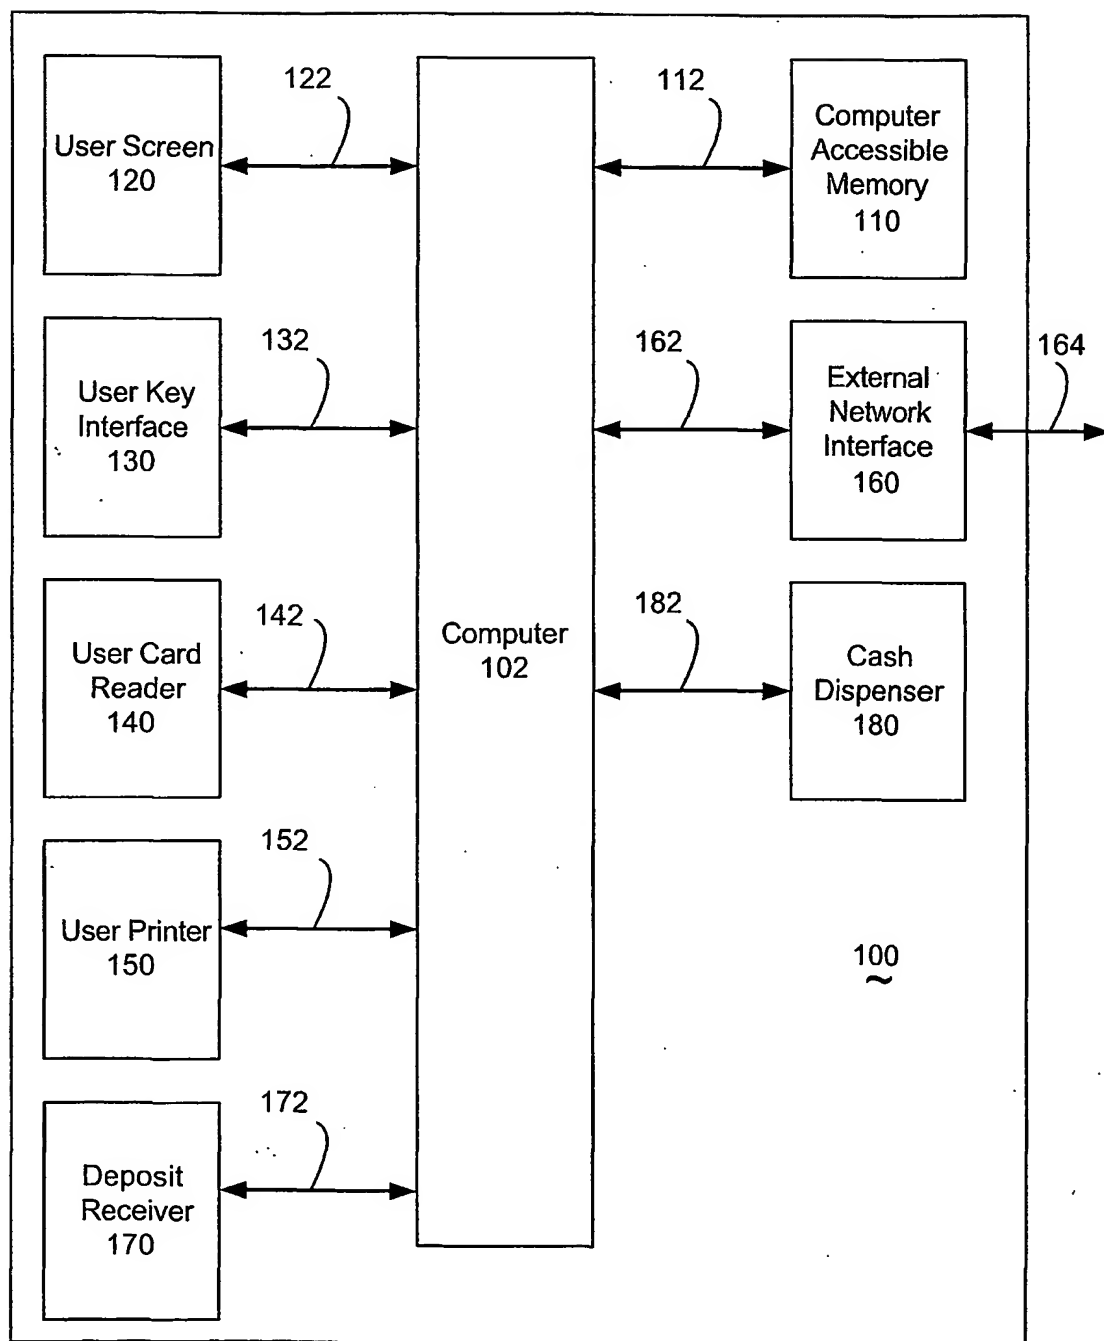 122
112
User Screen
120
Computer
Accessible
Memory
110
132
162
164
User Key
Interface
130
External
Network
Interface
160
142
182
User Card
Reader
140
Computer
102
Cash
Dispenser
180
152
User Printer
150
100
172
Deposit
Receiver
170